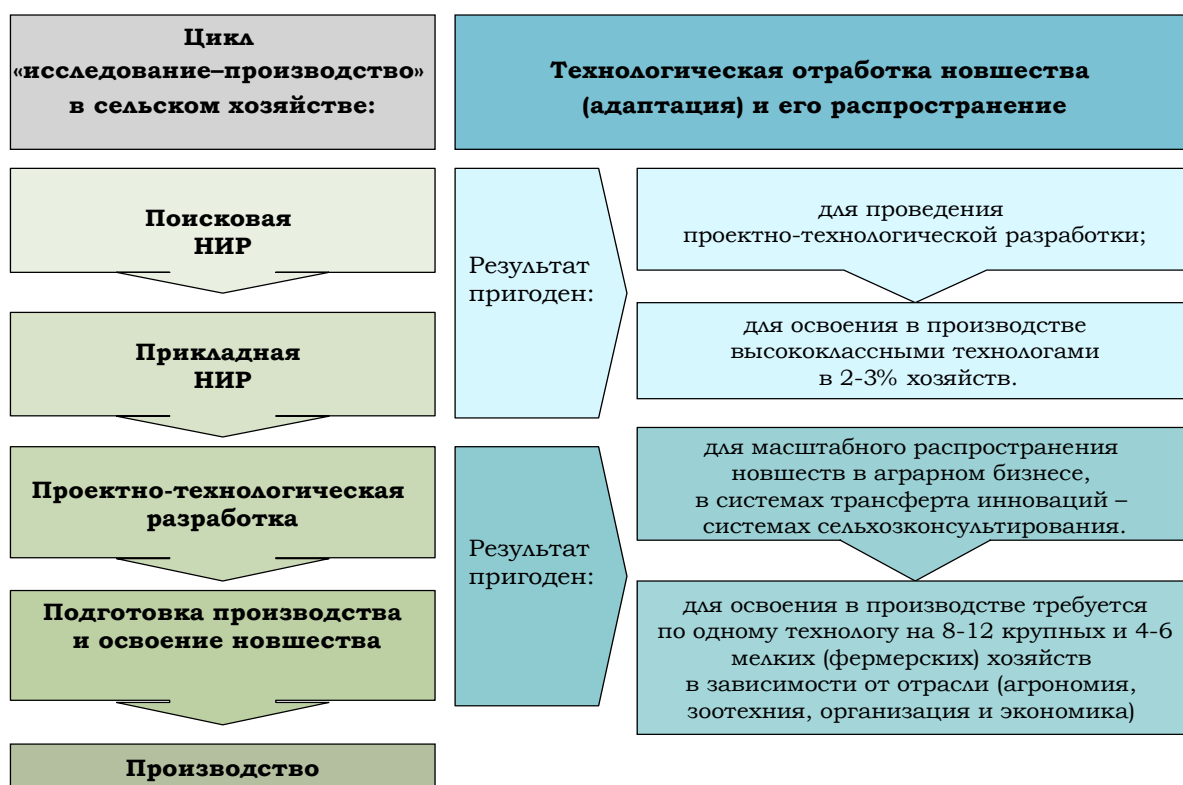 Цикл
«исследование–производство»
в сельском хозяйстве:
Технологическая отработка новшества
(адаптация) и его распространение
Поисковая
НИР
Прикладная
НИР
Проектно-технологическая
разработка
Подготовка производства
и освоение новшества
Производство
Результат
пригоден:
для проведения
проектно-технологической разработки;
для освоения в производстве
высококлассными технологами
в 2-3% хозяйств.
Результат
пригоден:
для масштабного распространения
новшеств в аграрном бизнесе,
в системах трансферта инноваций –
системах сельхозконсультирования.
для освоения в производстве требуется
по одному технологу на 8-12 крупных и 4-6
мелких (фермерских) хозяйств
в зависимости от отрасли (агрономия,
зоотехния, организация и экономика)